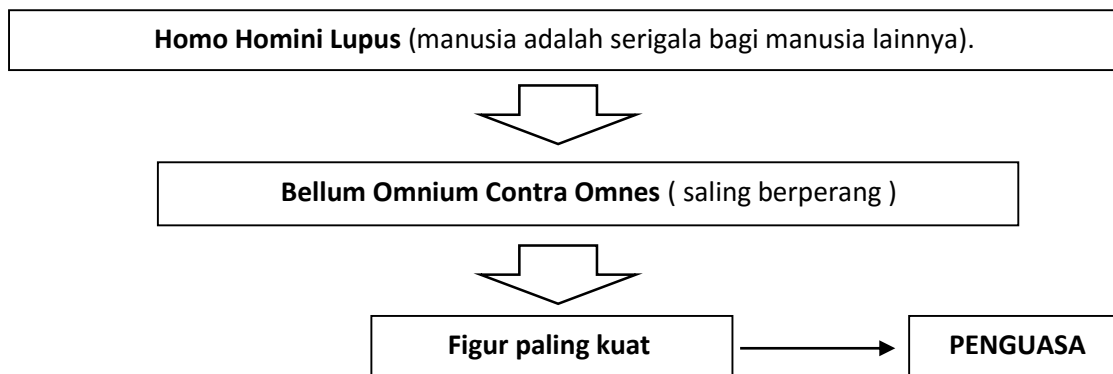 Homo Homini Lupus (manusia adalah serigala bagi manusia lainnya).
Bellum Omnium Contra Omnes ( saling berperang )
Figur paling kuat
PENGUASA